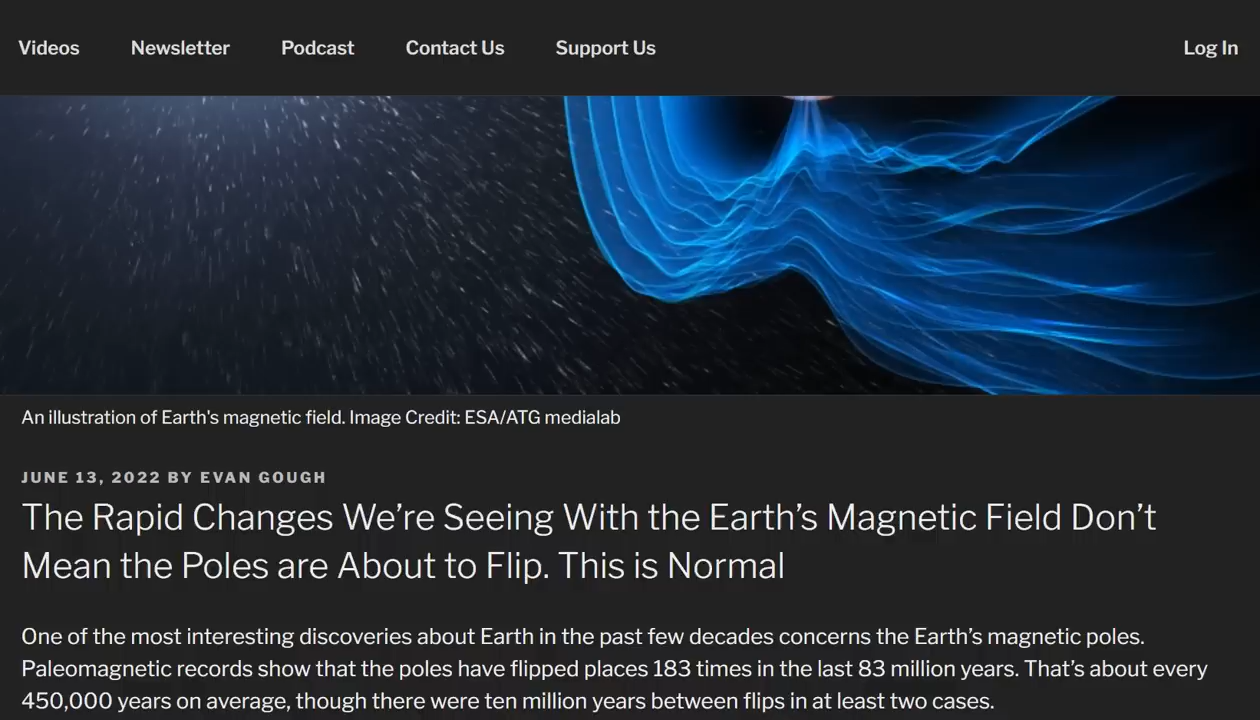 Videos Newsletter Podcast Contact Us Support Us Log In
An illustration of Earth's magnetic field. Image Credit: ESA/ATG medialab
JUNE 13, 2022 BY EVAN GOUGH
The Rapid Changes We’re Seeing With the Earth’s Magnetic Field Don’t
Mean the Poles are About to Flip. This is Normal
One of the most interesting discoveries about Earth in the past few decades concerns the Earth’s magnetic poles.
Paleomagnetic records show that the poles have flipped places 183 times in the last 83 million years. That’s about every
450,000 years on average, though there were ten million years between flips in at least two cases.